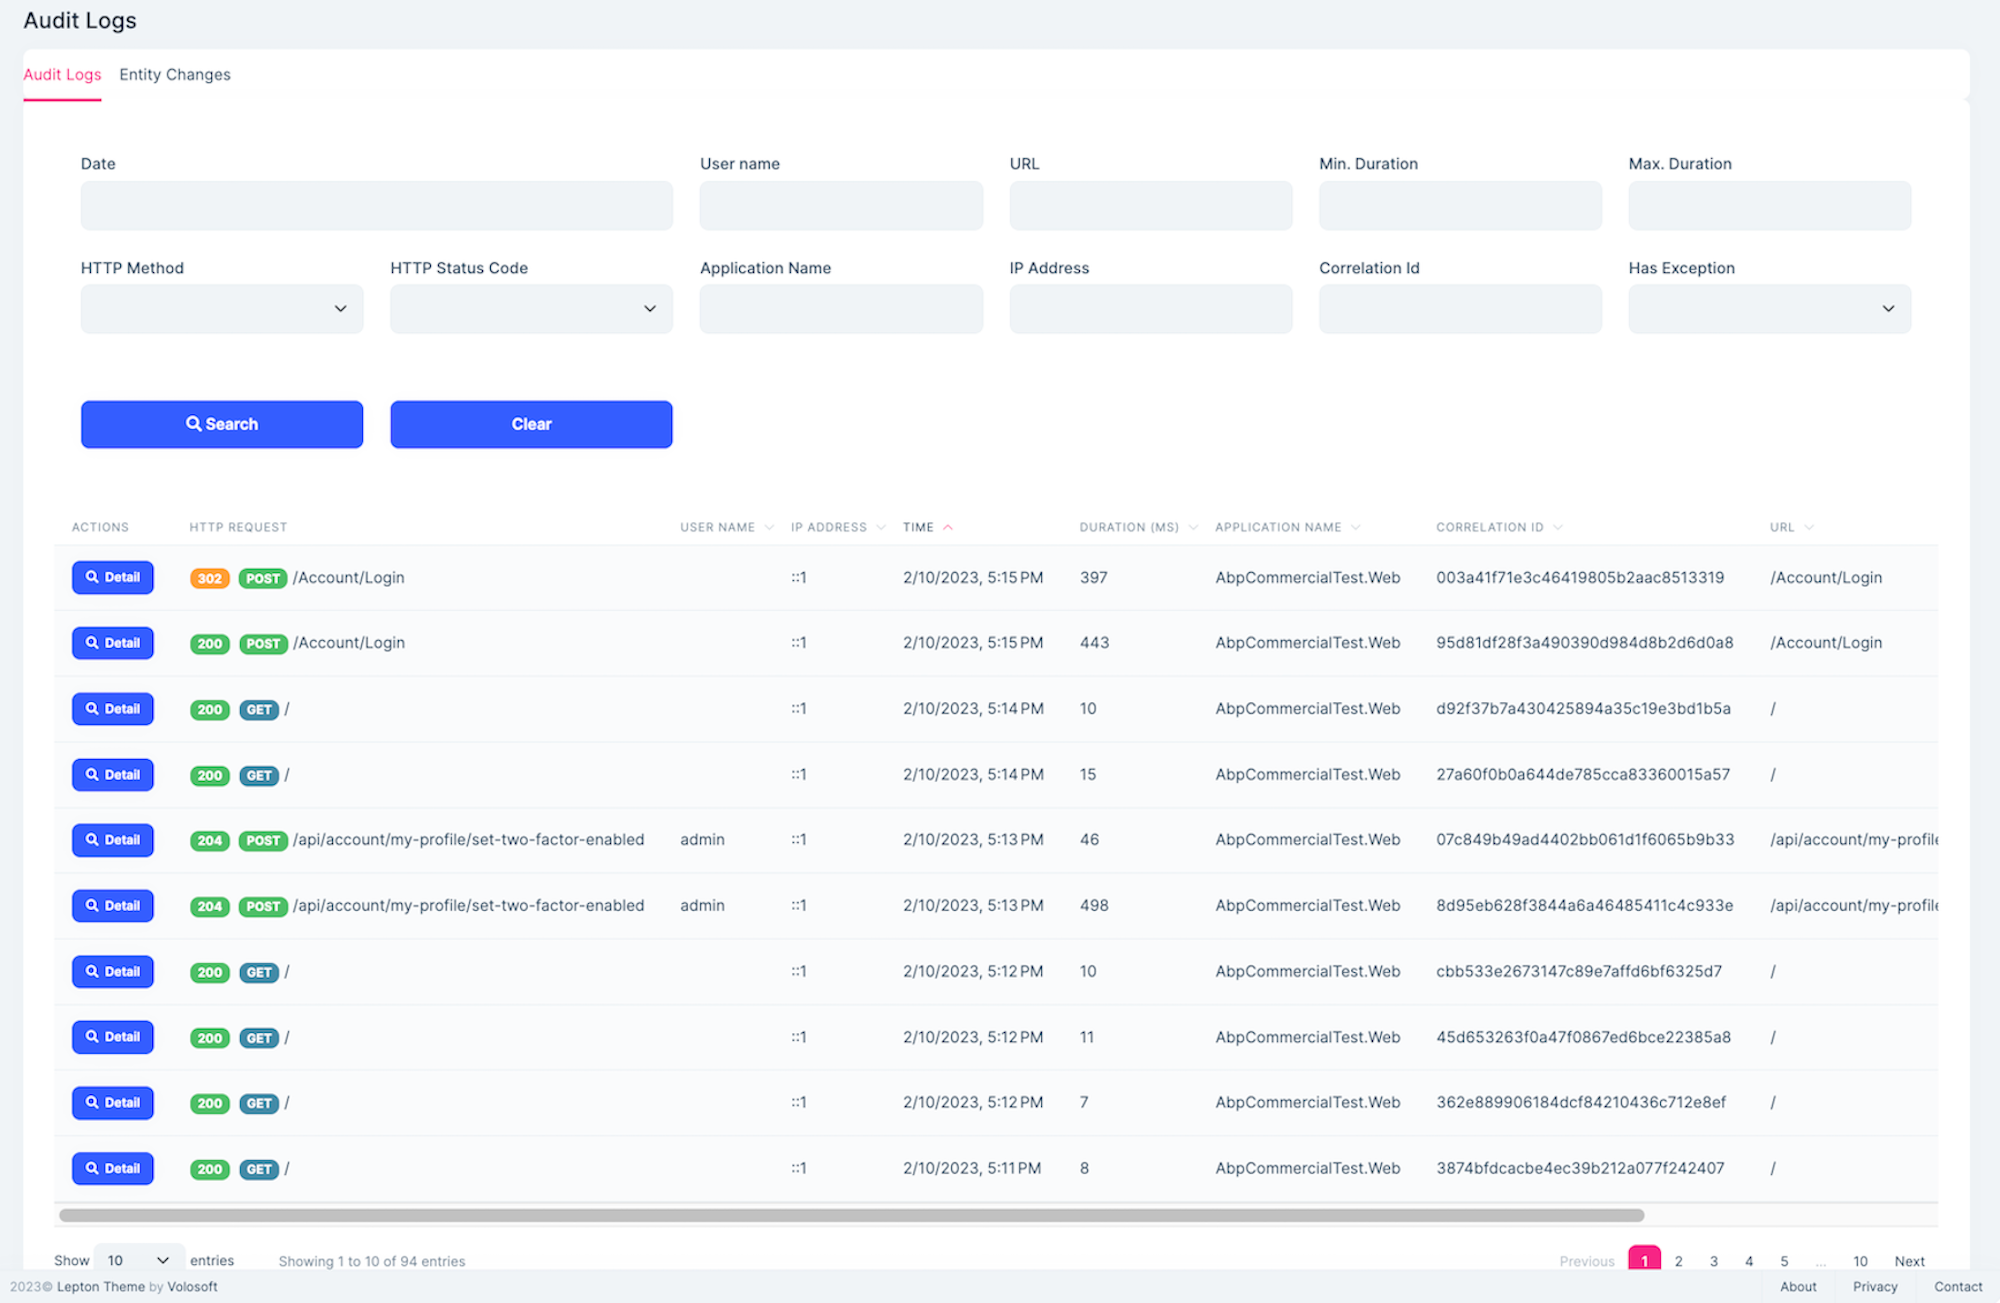 Audit Logs
Audit Logs Entity Changes
Date User name URL Min. Duration Max. Duration
HTTP Method HTTP Status Code Application Name IP Address Correlation Id Has Exception
Search Clear
ACTIONS HTTP REQUEST USER NAME IP ADDRESS TIME DURATION (MS) APPLICATION NAME CORRELATION ID URL
Detail 302 POST /Account/Login ::1 2/10/2023, 5:15 PM 397 AbpCommercialTest.Web 003a41f71e3c46419805b2aac8513319 /Account/Login
Detail 200 POST /Account/Login ::1 2/10/2023, 5:15 PM 443 AbpCommercialTest.Web 95d81df28f3a490390d984d8b2d6d0a8 /Account/Login
Detail 200 GET / ::1 2/10/2023, 5:14 PM 10 AbpCommercialTest.Web d92f37b7a430425894a35c19e3bd1b5a /
Detail 200 GET / ::1 2/10/2023, 5:14 PM 15 AbpCommercialTest.Web 27a60f0b0a644de785cca83360015a57 /
Detail 204 POST /api/account/my-profile/set-two-factor-enabled admin ::1 2/10/2023, 5:13 PM 46 AbpCommercialTest.Web 07c849b49ad4402bb061d1f6065b9b33 /api/account/my-profile
Detail 204 POST /api/account/my-profile/set-two-factor-enabled admin ::1 2/10/2023, 5:13 PM 498 AbpCommercialTest.Web 8d95eb628f3844a6a46485411c4c933e /api/account/my-profile
Detail 200 GET / ::1 2/10/2023, 5:12 PM 10 AbpCommercialTest.Web cbb533e2673147c89e7affd6bf6325d7 /
Detail 200 GET / ::1 2/10/2023, 5:12 PM 11 AbpCommercialTest.Web 45d653263f0a47f0867ed6bce22385a8 /
Detail 200 GET / ::1 2/10/2023, 5:12 PM 7 AbpCommercialTest.Web 362e889906184dcf84210436c712e8ef /
Detail 200 GET / ::1 2/10/2023, 5:11 PM 8 AbpCommercialTest.Web 3874bfdcacbe4ec39b212a077f242407 /
Show 10 entries Showing 1 to 10 of 94 entries Previous 1 2 3 4 5 ... 10 Next
2023© Lepton Theme by Volosoft About Privacy Contact